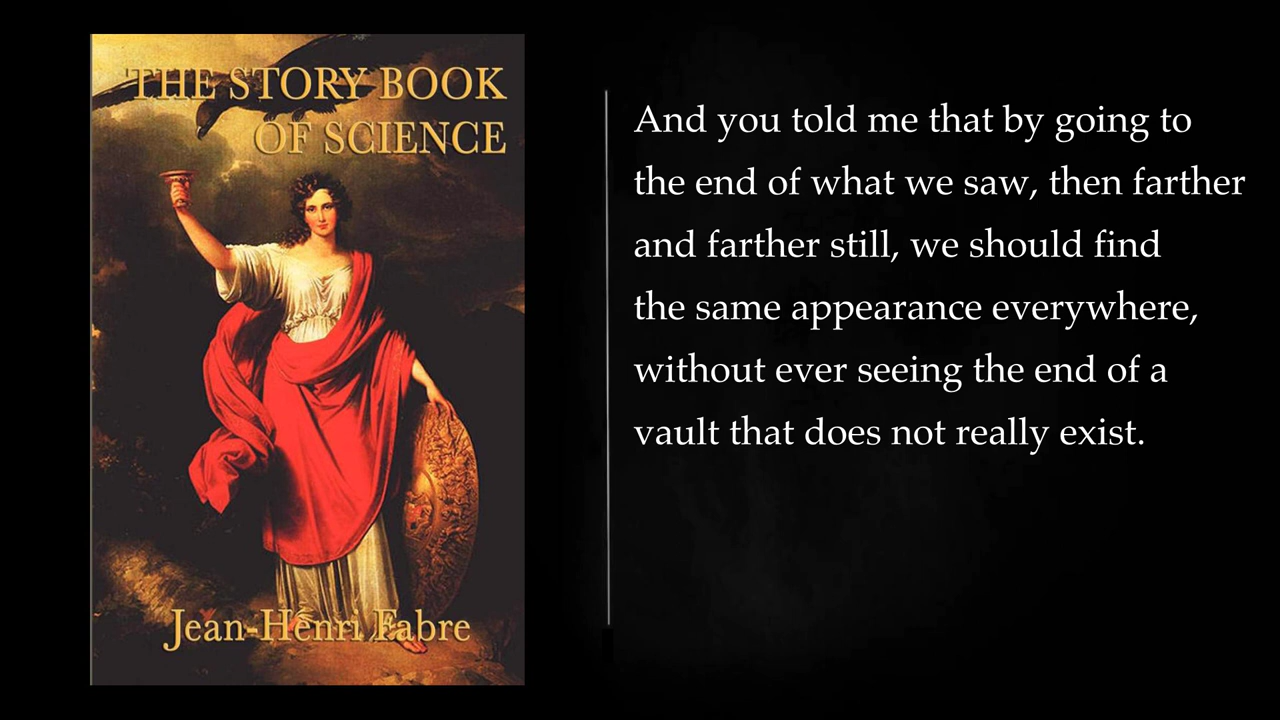 THE STORY BOOK
OF SCIENCE
Jean-Henri Fabre
And you told me that by going to
the end of what we saw, then farther
and farther still, we should find
the same appearance everywhere,
without ever seeing the end of a
vault that does not really exist.